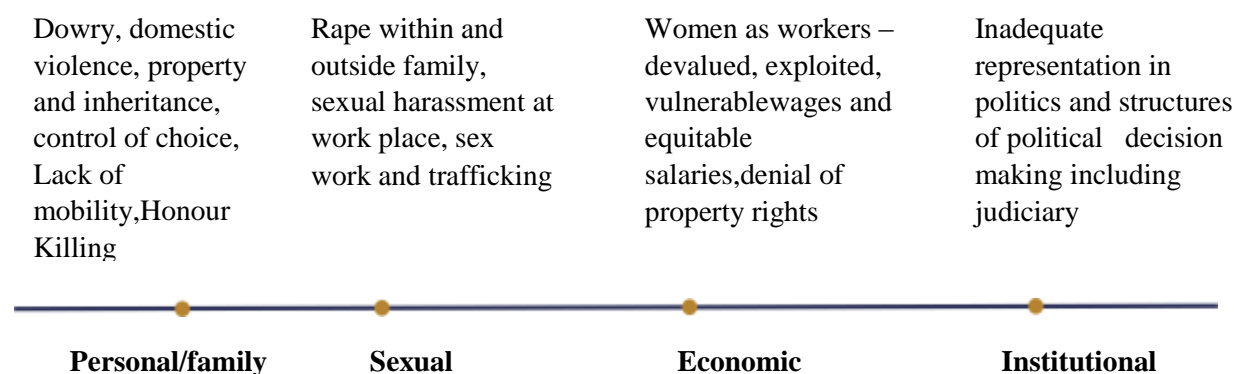 Dowry, domestic
violence, property
and inheritance,
control of choice,
Lack of
mobility,Honour
Killing
Rape within and
outside family,
sexual harassment at
work place, sex
work and trafficking
Women as workers –
devalued, exploited,
vulnerablewages and
equitable
salaries,denial of
property rights
Inadequate
representation in
politics and structures
of political decision
making including
judiciary
Personal/family
Sexual
Economic
Institutional